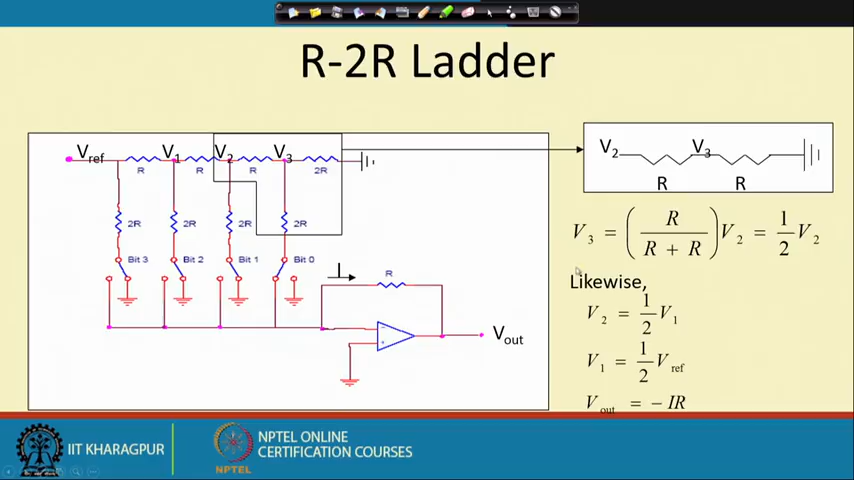 R-2R Ladder
Vref V1 V2 V3
R R R 2R
2R 2R 2R 2R
Bit 3 Bit 2 Bit 1 Bit 0
I
R
-
+
Vout
V2 V3
R R
V3 = (R / (R + R)) V2 = 1/2 V2
Likewise,
V2 = 1/2 V1
V1 = 1/2 Vref
Vout = − IR
IIT KHARAGPUR
NPTEL
NPTEL ONLINE
CERTIFICATION COURSES